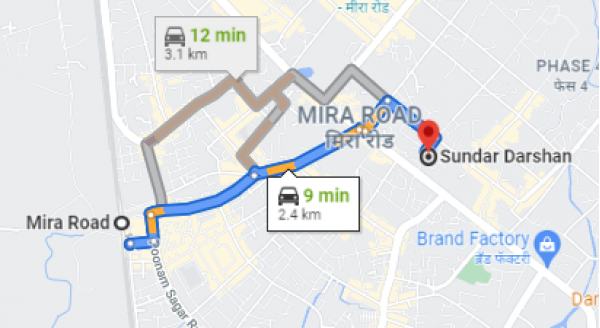 - मीरा रोड
12 min
3.1 km
PHASE 4
फेस 4
MIRA ROAD
मिरा रोड
Sundar Darshan
9 min
2.4 km
Mira Road
Brand Factory
ब्रँड फॅक्टरी
Poonam Sagar R
Da